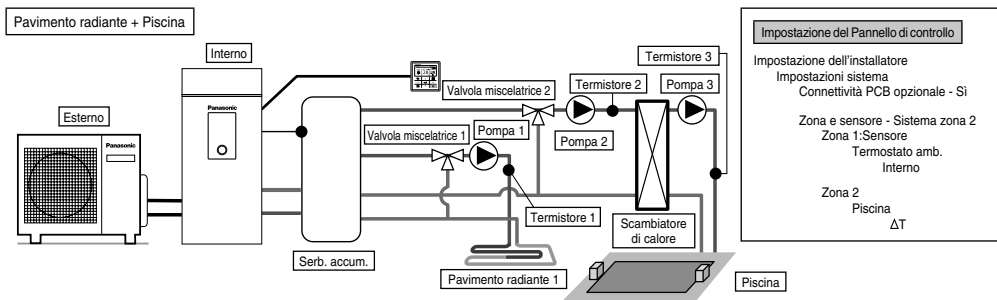 Pavimento radiante + Piscina
Interno
Panasonic
Esterno
Panasonic
Valvola miscelatrice 2
Termistore 2
Termistore 3
Pompa 3
Valvola miscelatrice 1
Pompa 1
Pompa 2
Termistore 1
Scambiatore
di calore
Serb. accum.
Pavimento radiante 1
Piscina
Impostazione del Pannello di controllo
Impostazione dell'installatore
Impostazioni sistema
Connettività PCB opzionale - Sì
Zona e sensore - Sistema zona 2
Zona 1:Sensore
Termostato amb.
Interno
Zona 2
Piscina
ΔT